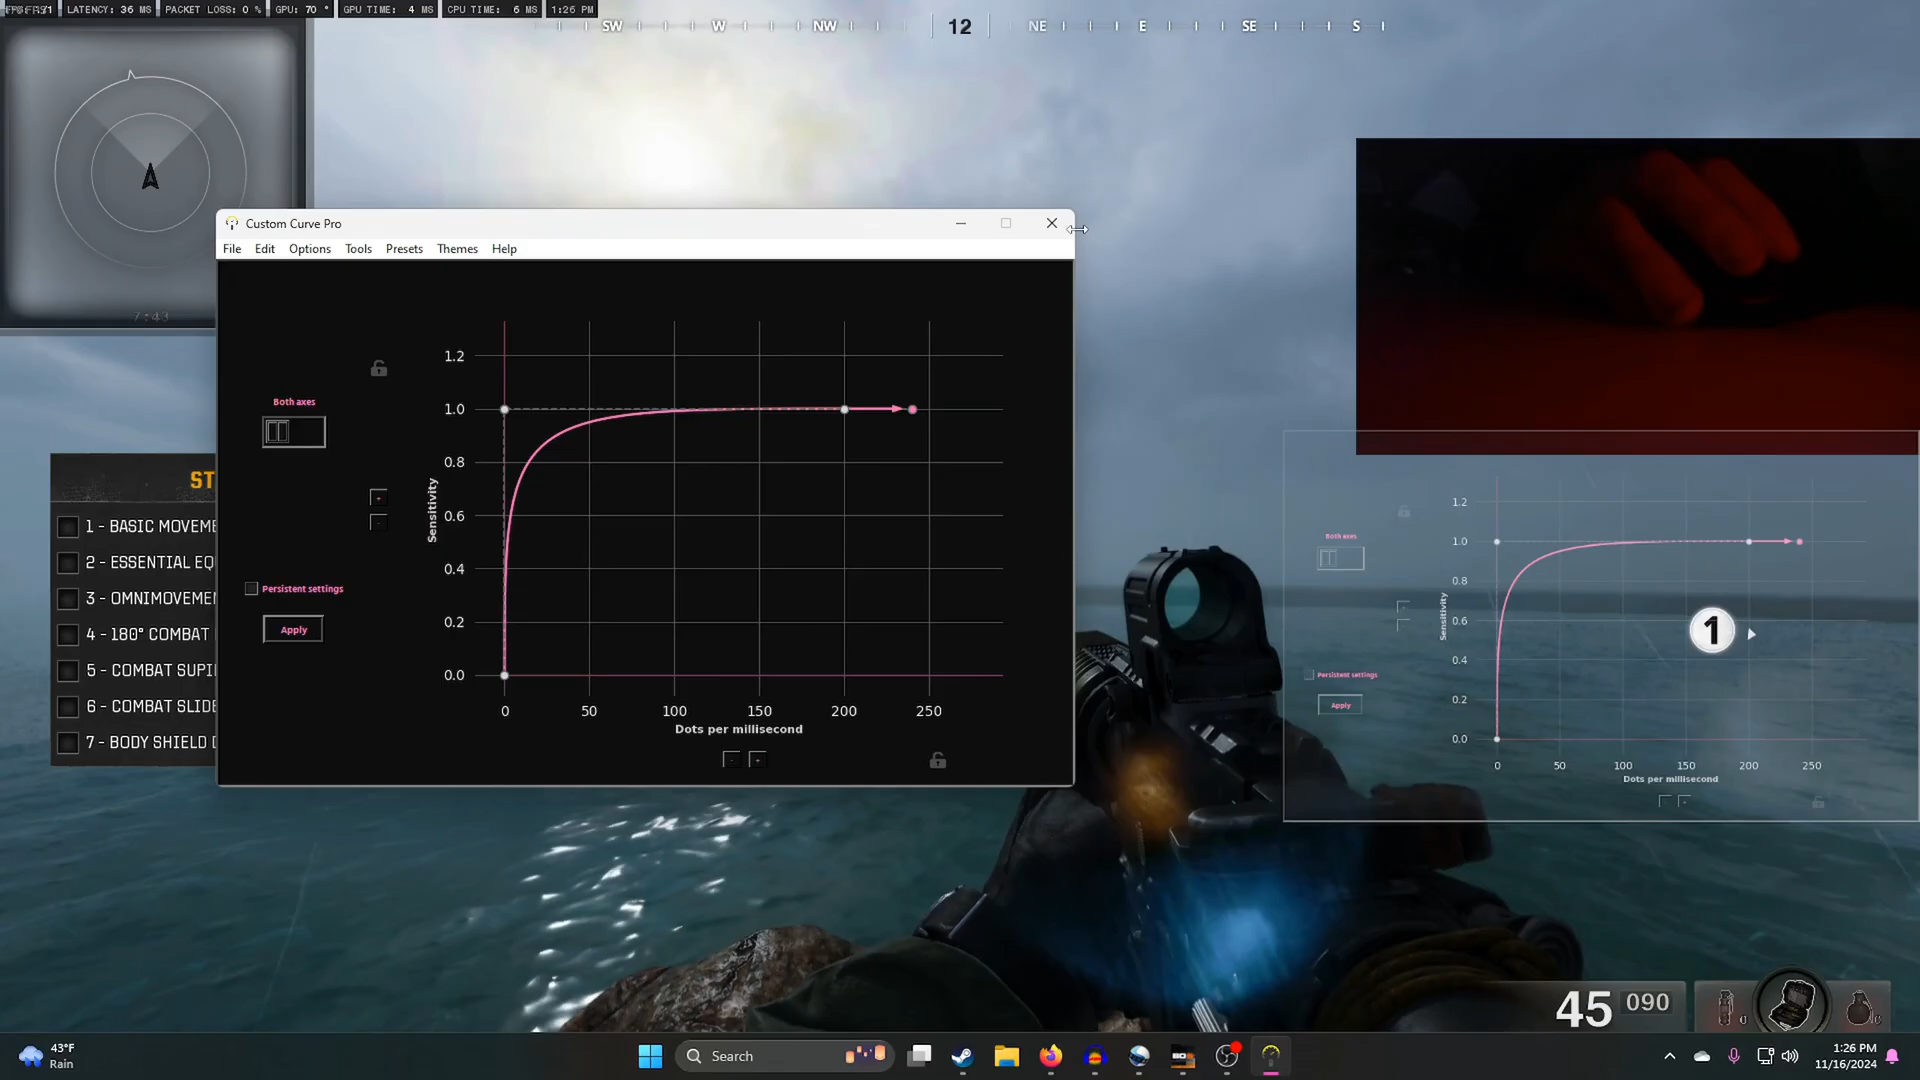 LATENCY: 36 MS
PACKET LOSS: 0 %
GPU: 70 °
GPU TIME: 4 MS
CPU TIME: 6 MS
1:26 PM
SW W NW 12 NE E SE S
7:43
Custom Curve Pro
File Edit Options Tools Presets Themes Help
Both axes
Persistent settings
Apply
Sensitivity
1.2
1.0
0.8
0.6
0.4
0.2
0.0
0 50 100 150 200 250
Dots per millisecond
- +
ST
1 - BASIC MOVEME
2 - ESSENTIAL EQ
3 - OMNIMOVEMEN
4 - 180° COMBAT
5 - COMBAT SUPI
6 - COMBAT SLIDE
7 - BODY SHIELD
Both axes
Persistent settings
Apply
Sensitivity
1.2
1.0
0.8
0.6
0.4
0.2
0.0
0 50 100 150 200 250
Dots per millisecond
1
45 090
43°F
Rain
Search
1:26 PM
11/16/2024